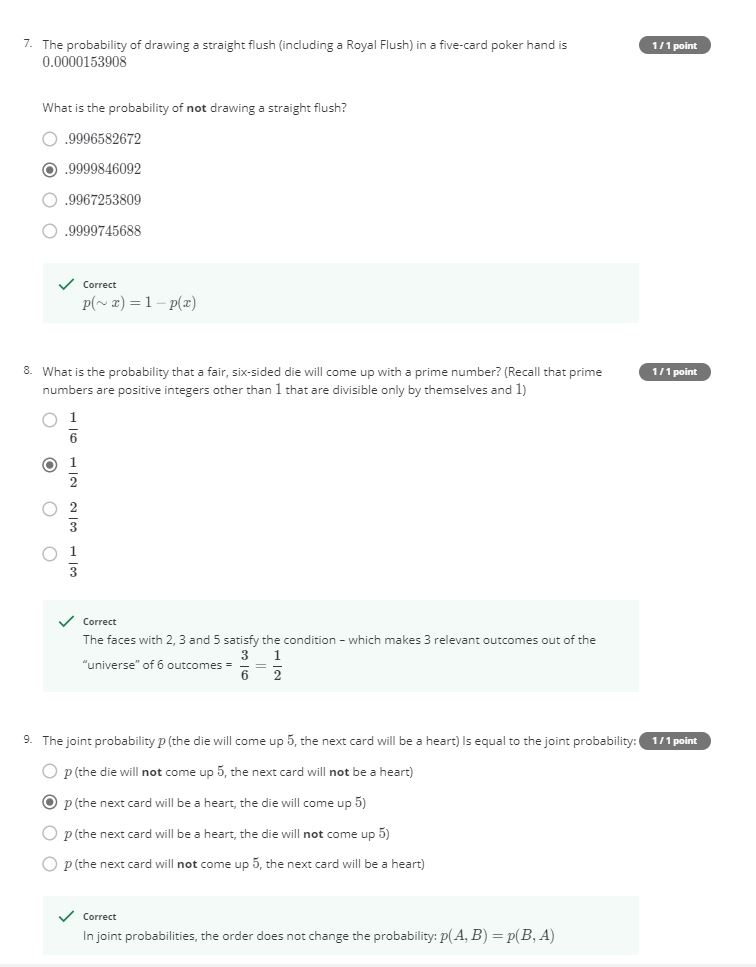 7. The probability of drawing a straight flush (including a Royal Flush) in a five-card poker hand is
1 / 1 point
0.0000153908
What is the probability of not drawing a straight flush?
.9996582672
.9999846092
.9967253809
.9999745688
Correct
p(∼ x) = 1 − p(x)
8. What is the probability that a fair, six-sided die will come up with a prime number? (Recall that prime
1 / 1 point
numbers are positive integers other than 1 that are divisible only by themselves and 1)
1/6
1/2
2/3
1/3
Correct
The faces with 2, 3 and 5 satisfy the condition – which makes 3 relevant outcomes out of the
"universe" of 6 outcomes = 3/6 = 1/2
9. The joint probability p (the die will come up 5, the next card will be a heart) Is equal to the joint probability:
1 / 1 point
p (the die will not come up 5, the next card will not be a heart)
p (the next card will be a heart, the die will come up 5)
p (the next card will be a heart, the die will not come up 5)
p (the next card will not come up 5, the next card will be a heart)
Correct
In joint probabilities, the order does not change the probability: p(A, B) = p(B, A)